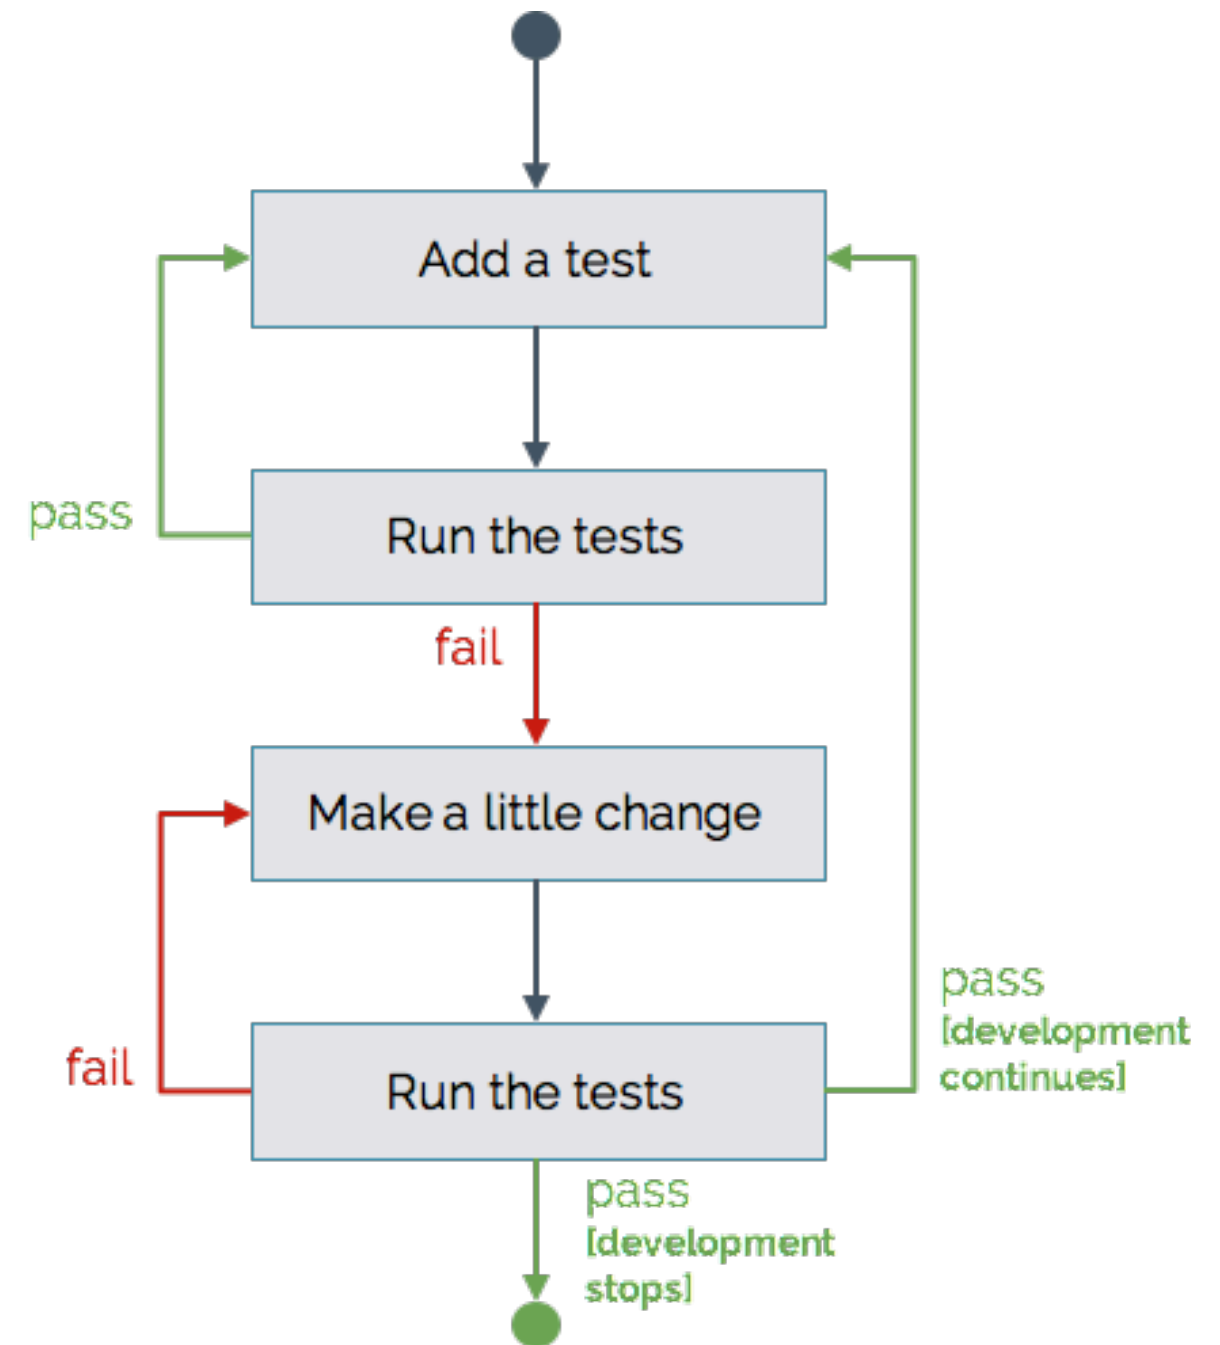 Add a test
pass
Run the tests
fail
Make a little change
pass
[development
continues]
fail
Run the tests
pass
[development
stops]